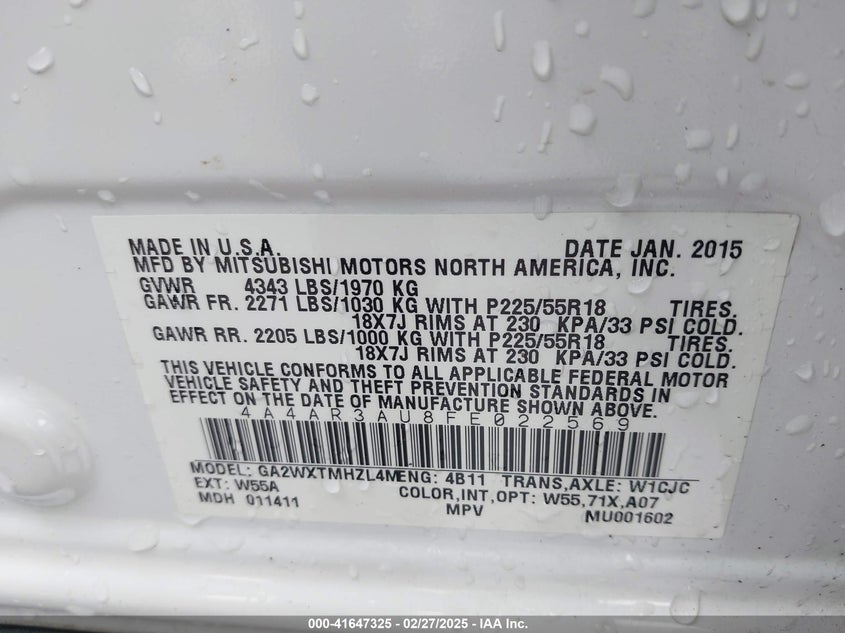 MADE IN U.S.A. DATE JAN. 2015
MFD BY MITSUBISHI MOTORS NORTH AMERICA, INC.
GVWR 4343 LBS/1970 KG
GAWR FR. 2271 LBS/1030 KG WITH P225/55R18 TIRES.
18X7J RIMS AT 230 KPA/33 PSI COLD.
GAWR RR. 2205 LBS/1000 KG WITH P225/55R18 TIRES.
18X7J RIMS AT 230 KPA/33 PSI COLD.
THIS VEHICLE CONFORMS TO ALL APPLICABLE FEDERAL MOTOR
VEHICLE SAFETY AND THEFT PREVENTION STANDARDS IN
EFFECT ON THE DATE OF MANUFACTURE SHOWN ABOVE.
4A4AR3AU8FE022569
MODEL: GA2WXTMHZL4M ENG: 4B11 TRANS,AXLE: W1CJC
EXT: W55A COLOR,INT,OPT: W55,71X,A07
MDH 011411 MPV MU001602
000-41647325 - 02/27/2025 - IAA Inc.